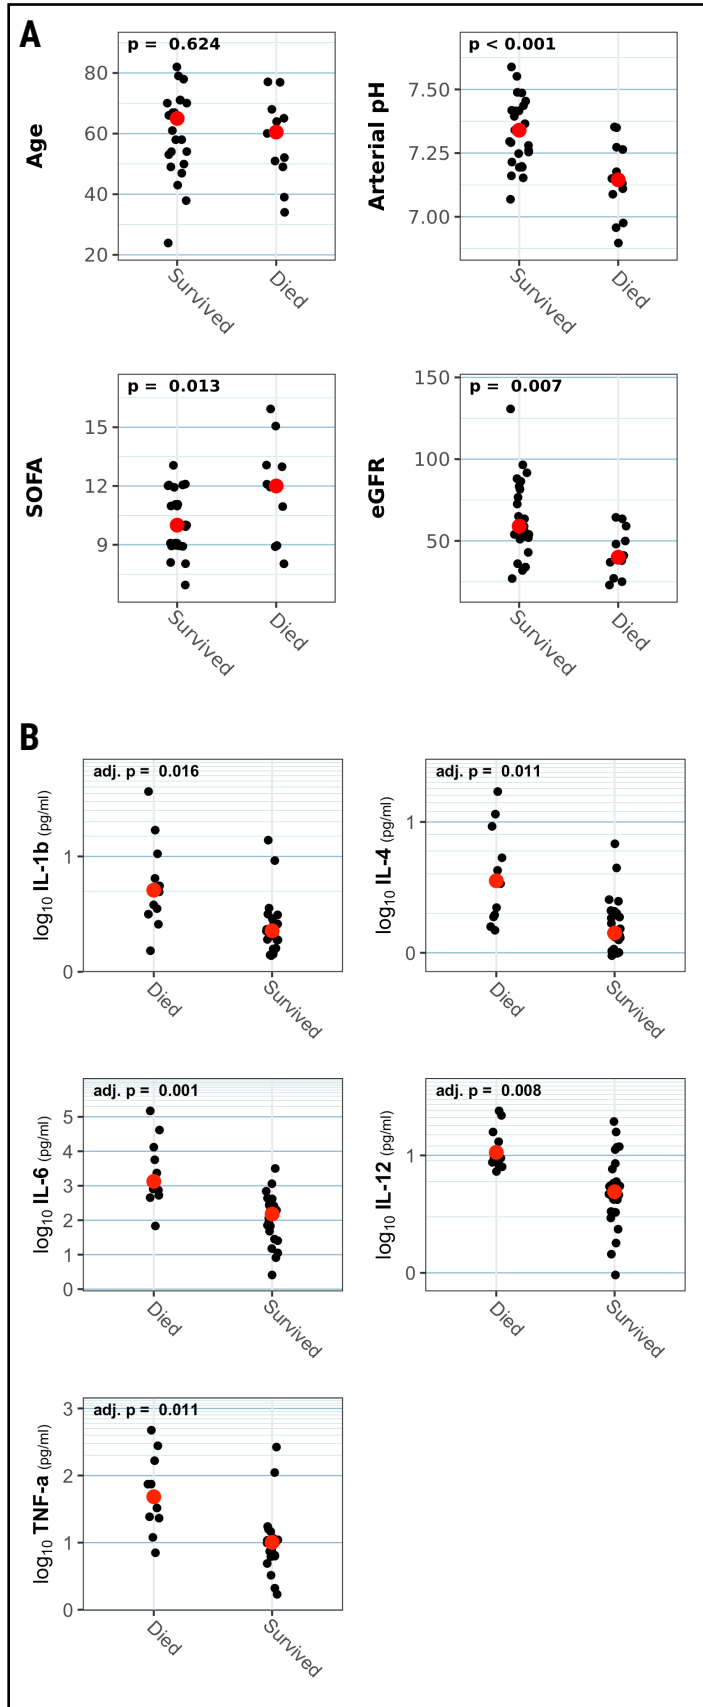 A
p = 0.624
Age
80
60
40
20
Survived
Died
p < 0.001
Arterial pH
7.50
7.25
7.00
Survived
Died
p = 0.013
SOFA
15
12
9
Survived
Died
p = 0.007
eGFR
150
100
50
Survived
Died
B
adj. p = 0.016
log10 IL-1b (pg/ml)
1
0
Died
Survived
adj. p = 0.011
log10 IL-4 (pg/ml)
1
0
Died
Survived
adj. p = 0.001
log10 IL-6 (pg/ml)
5
4
3
2
1
0
Died
Survived
adj. p = 0.008
log10 IL-12 (pg/ml)
1
0
Died
Survived
adj. p = 0.011
log10 TNF-a (pg/ml)
3
2
1
0
Died
Survived